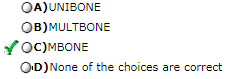 A)UNIBONE
B)MULTBONE
C)MBONE
D)None of the choices are correct